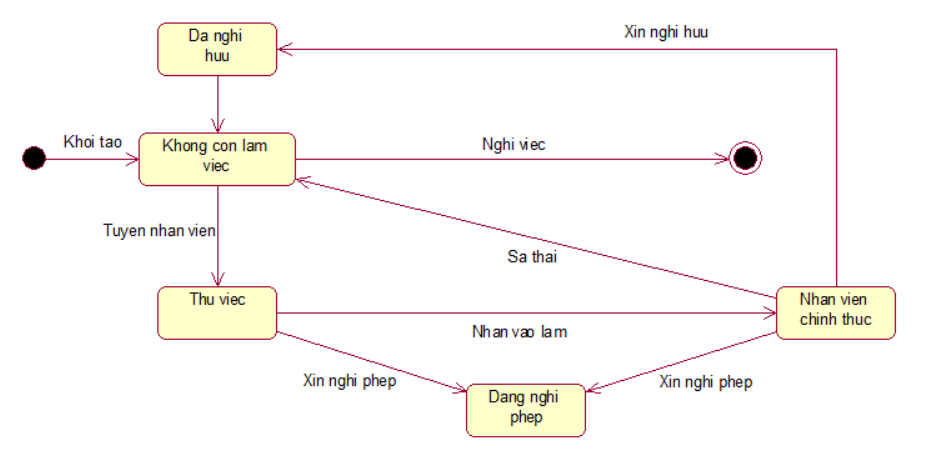 Da nghi
huu
Xin nghi huu
Khoi tao
Khong con lam
viec
Nghi viec
Tuyen nhan vien
Sa thai
Thu viec
Nhan vien
chinh thuc
Nhan vao lam
Xin nghi phep
Xin nghi phep
Dang nghi
phep